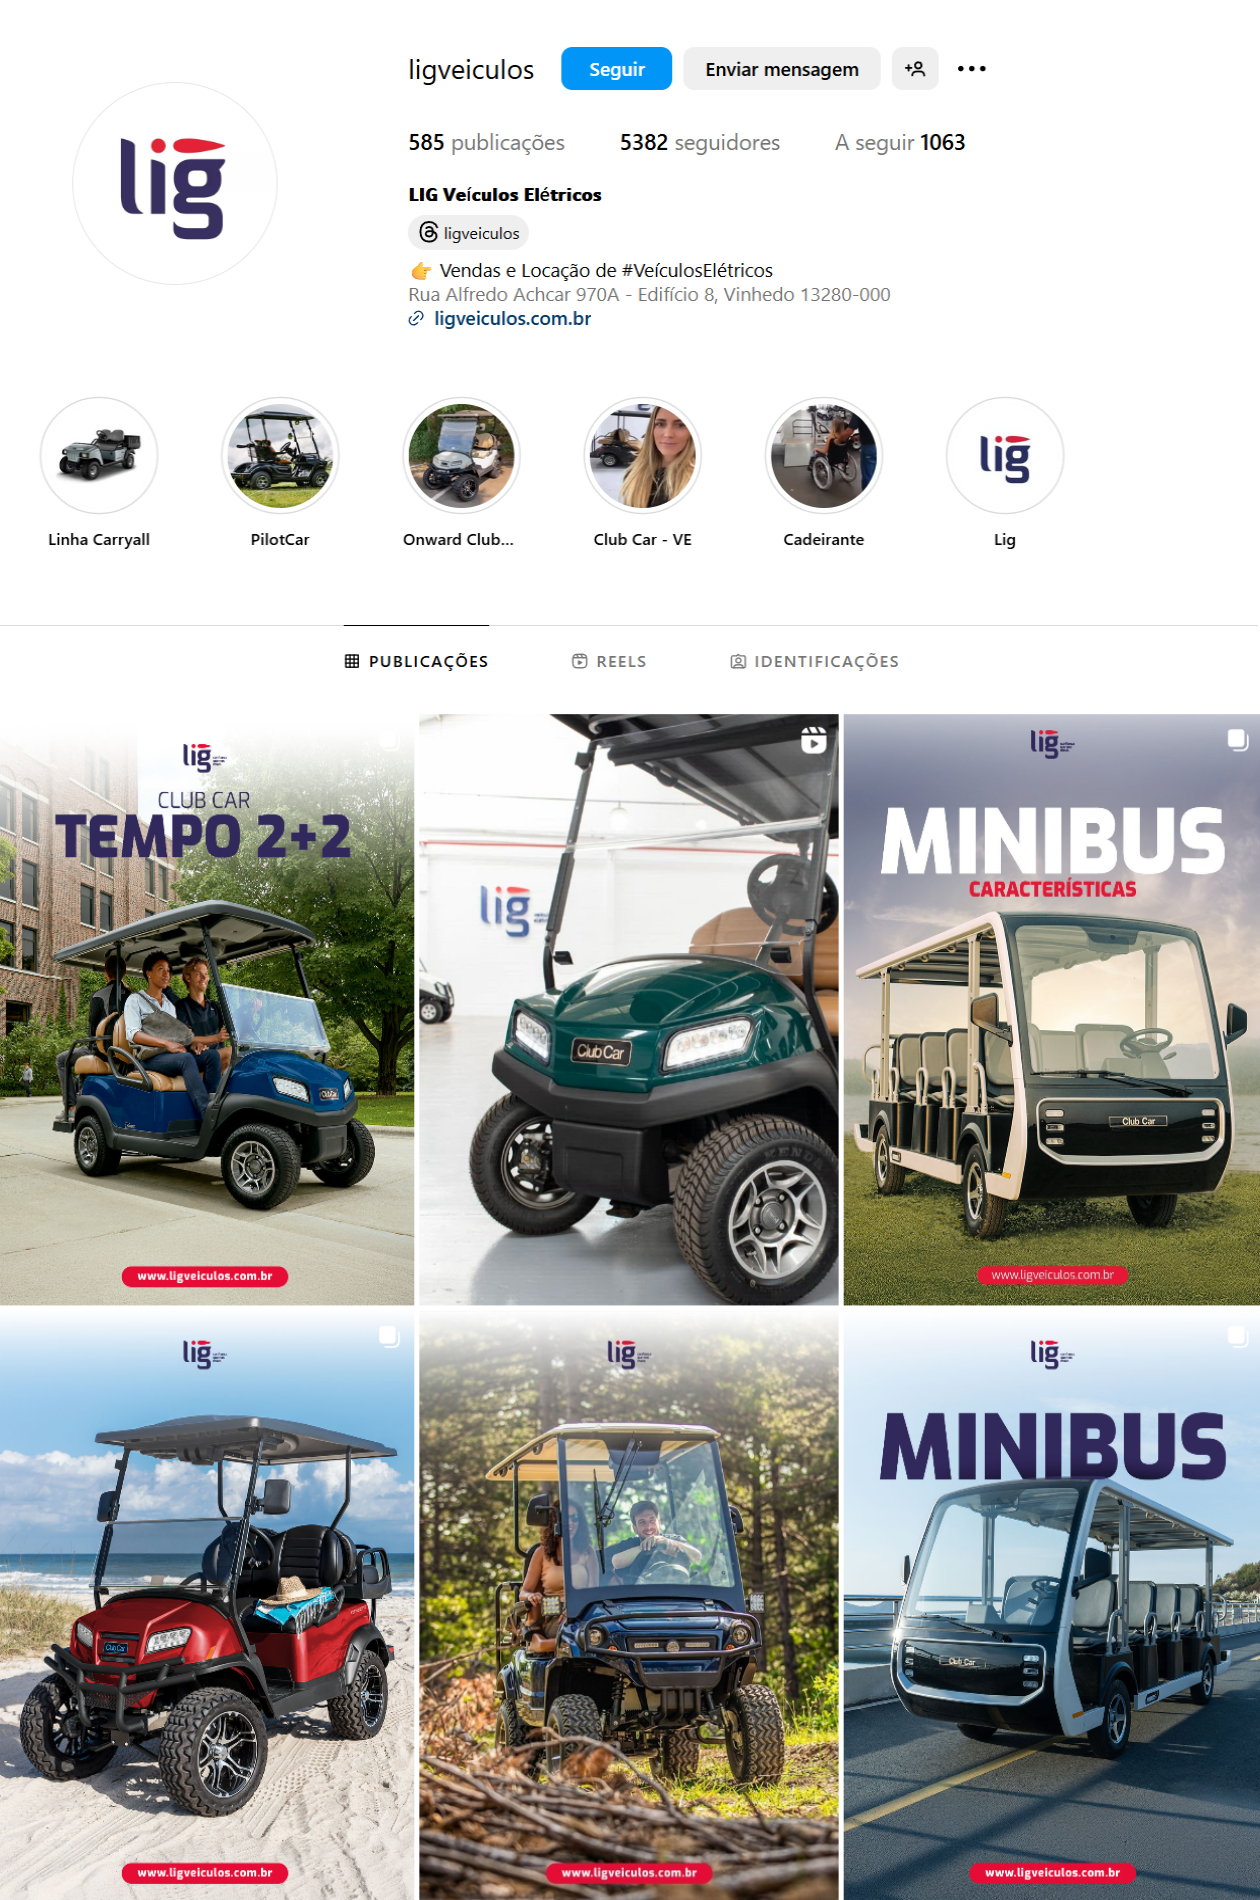 ligveiculos
Seguir
Enviar mensagem
585 publicações
5382 seguidores
A seguir 1063
lig
LIG Veículos Elétricos
ligveiculos
👉 Vendas e Locação de #VeículosElétricos
Rua Alfredo Achcar 970A - Edifício 8, Vinhedo 13280-000
ligveiculos.com.br
lig
Linha Carryall
PilotCar
Onward Club...
Club Car - VE
Cadeirante
Lig
PUBLICAÇÕES
REELS
IDENTIFICAÇÕES
lig
CLUB CAR
TEMPO 2+2
Club Car
www.ligveiculos.com.br
lig
Club Car
KENDA
lig
MINIBUS
CARACTERÍSTICAS
Club Car
www.ligveiculos.com.br
lig
Club Car
www.ligveiculos.com.br
lig
www.ligveiculos.com.br
lig
MINIBUS
Club Car
www.ligveiculos.com.br